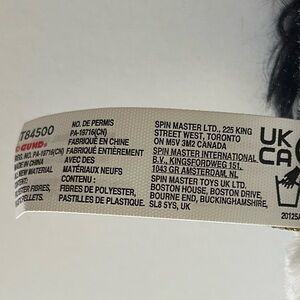 T84500
GUND®
REG. NO. PA-19716(CN)
IN CHINA
NEW MATERIAL
FIBRES,
PELLETS.
NO. DE PERMIS
PA-19716(CN)
FABRIQUÉ EN CHINE
FABRIQUÉ ENTIÈREMENT
AVEC DES
MATÉRIAUX NEUFS
CONTENU :
FIBRES DE POLYESTER,
PASTILLES DE PLASTIQUE.
SPIN MASTER LTD., 225 KING
STREET WEST, TORONTO
ON M5V 3M2 CANADA
SPIN MASTER INTERNATIONAL
B.V., KINGSFORDWEG 151,
1043 GR AMSTERDAM, NL
SPIN MASTER TOYS UK LTD.
BOSTON HOUSE, BOSTON DRIVE,
BOURNE END, BUCKINGHAMSHIRE,
SL8 5YS, UK
UK
CA
20125A